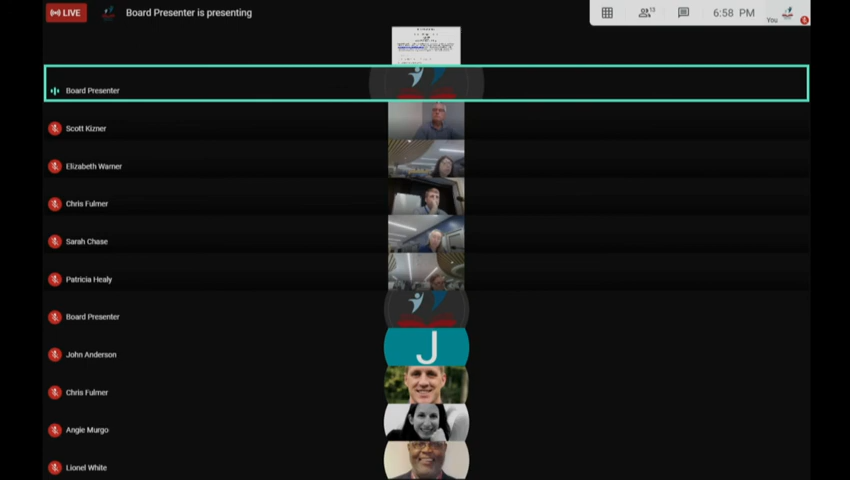 LIVE
Board Presenter is presenting
13
6:58 PM
You
Board Presenter
Scott Kizner
Elizabeth Warner
Chris Fulmer
Sarah Chase
Patricia Healy
Board Presenter
John Anderson
J
Chris Fulmer
Angie Murgo
Lionel White